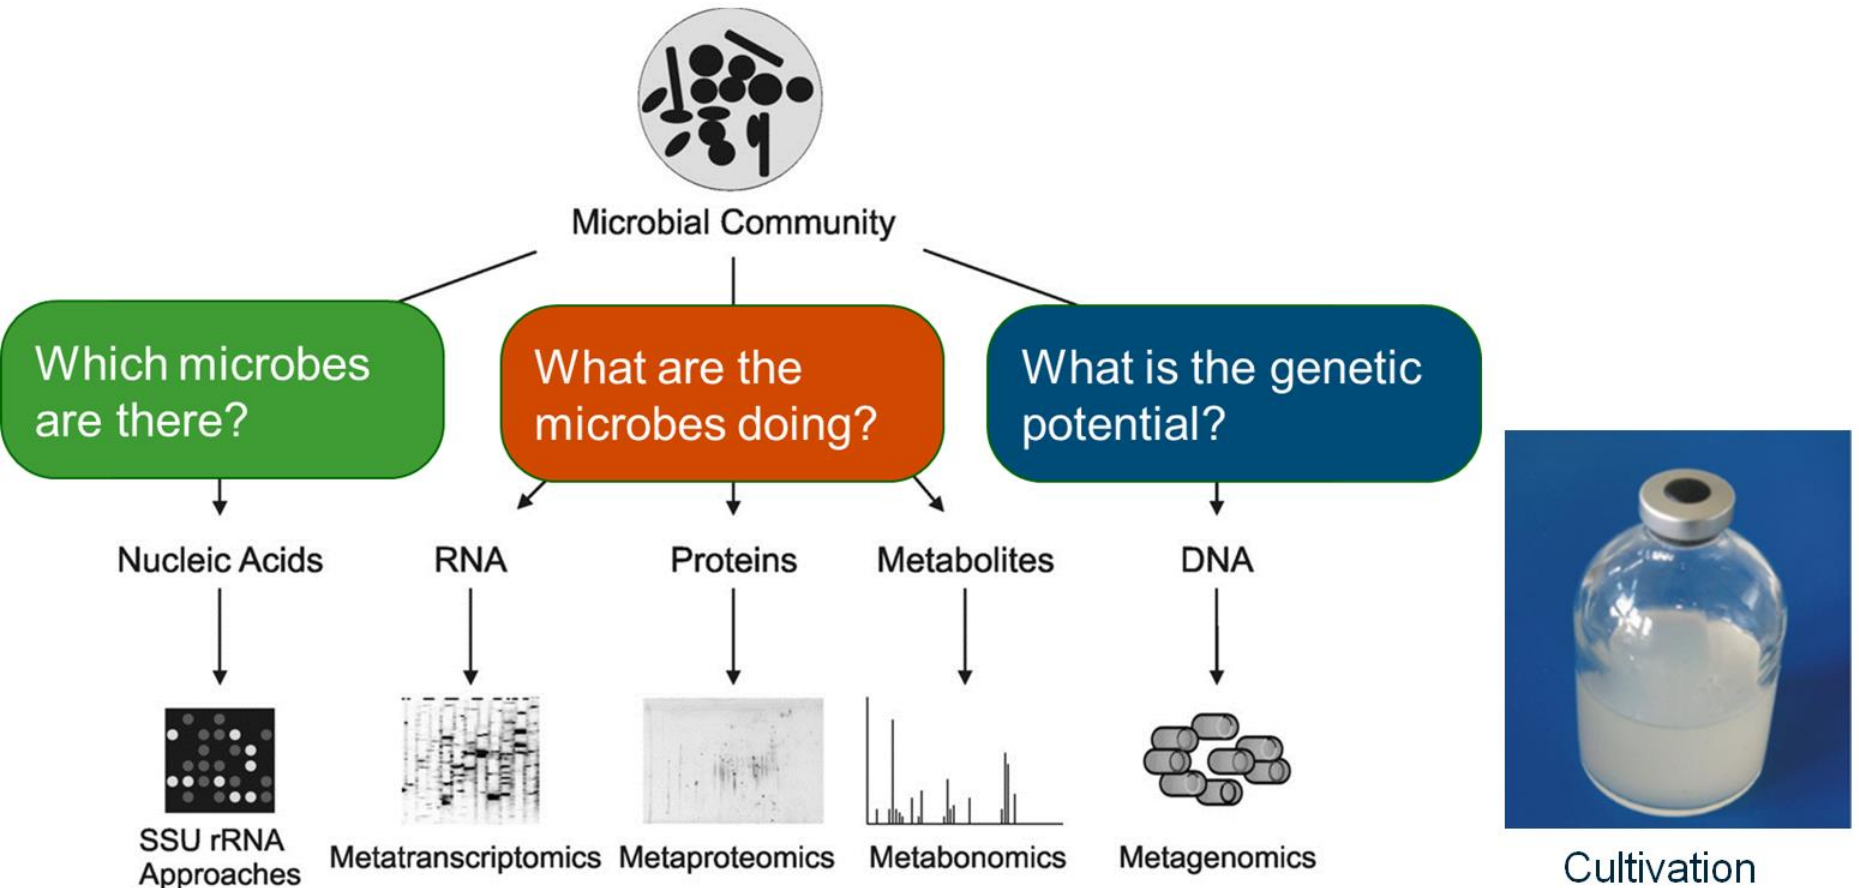 Microbial Community
Which microbes
are there?
What are the
microbes doing?
What is the genetic
potential?
Nucleic Acids
RNA
Proteins
Metabolites
DNA
SSU rRNA
Approaches
Metatranscriptomics
Metaproteomics
Metabonomics
Metagenomics
Cultivation